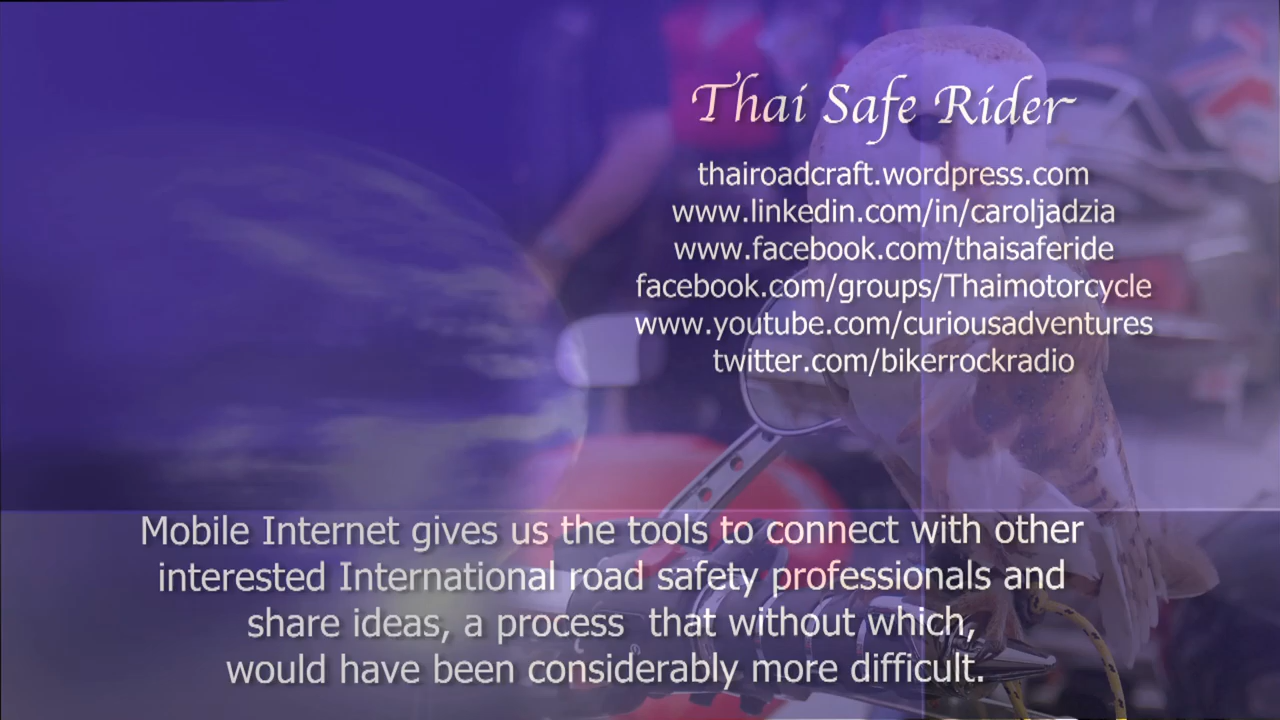 Thai Safe Rider
thairoadcraft.wordpress.com
www.linkedin.com/in/caroljadzia
www.facebook.com/thaisaferide
facebook.com/groups/Thaimotorcycle
www.youtube.com/curiousadventures
twitter.com/bikerrockradio
Mobile Internet gives us the tools to connect with other
interested International road safety professionals and
share ideas, a process  that without which,
would have been considerably more difficult.